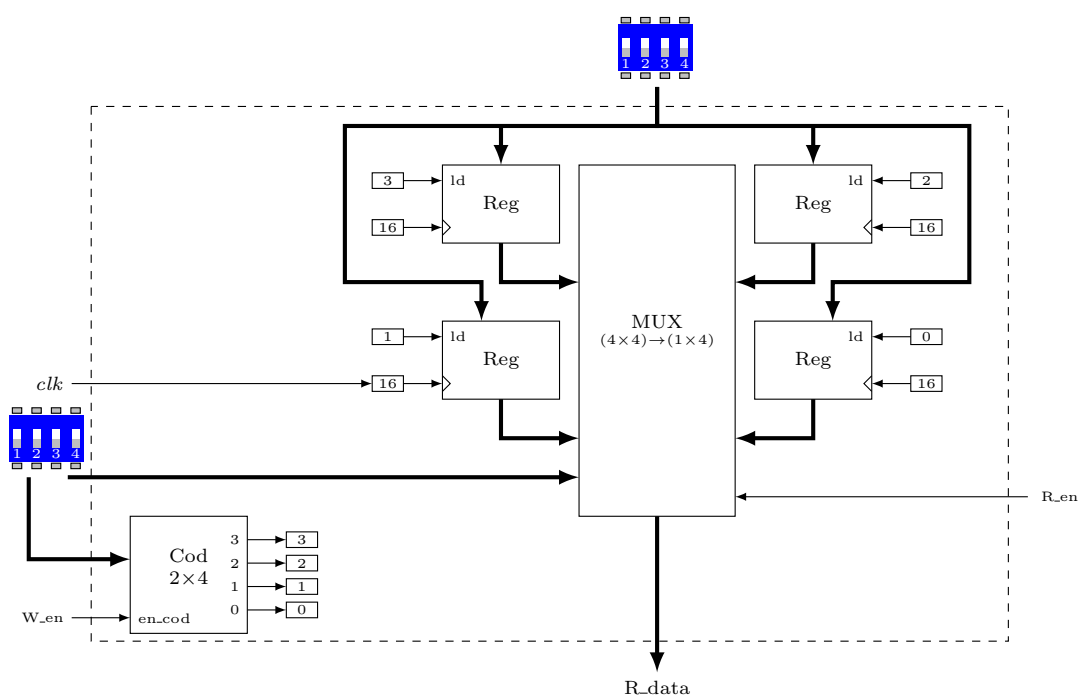 1 2 3 4
3 ld Reg
16
ld 2
Reg
16
MUX
(4×4)→(1×4)
1 ld Reg
clk 16
ld 0
Reg
16
1 2 3 4
R_en
Cod
2×4
3 3
2 2
1 1
0 0
W_en en_cod
R_data